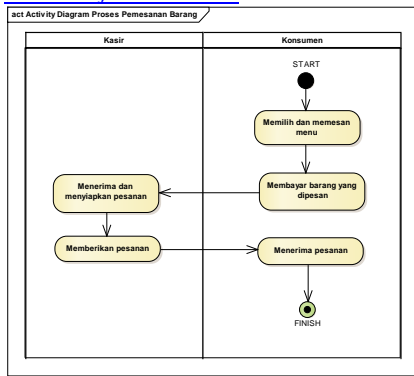 act Activity Diagram Proses Pemesanan Barang
Kasir
Konsumen
START
Memilih dan memesan
menu
Membayar barang yang
dipesan
Menerima dan
menyiapkan pesanan
Memberikan pesanan
Menerima pesanan
FINISH